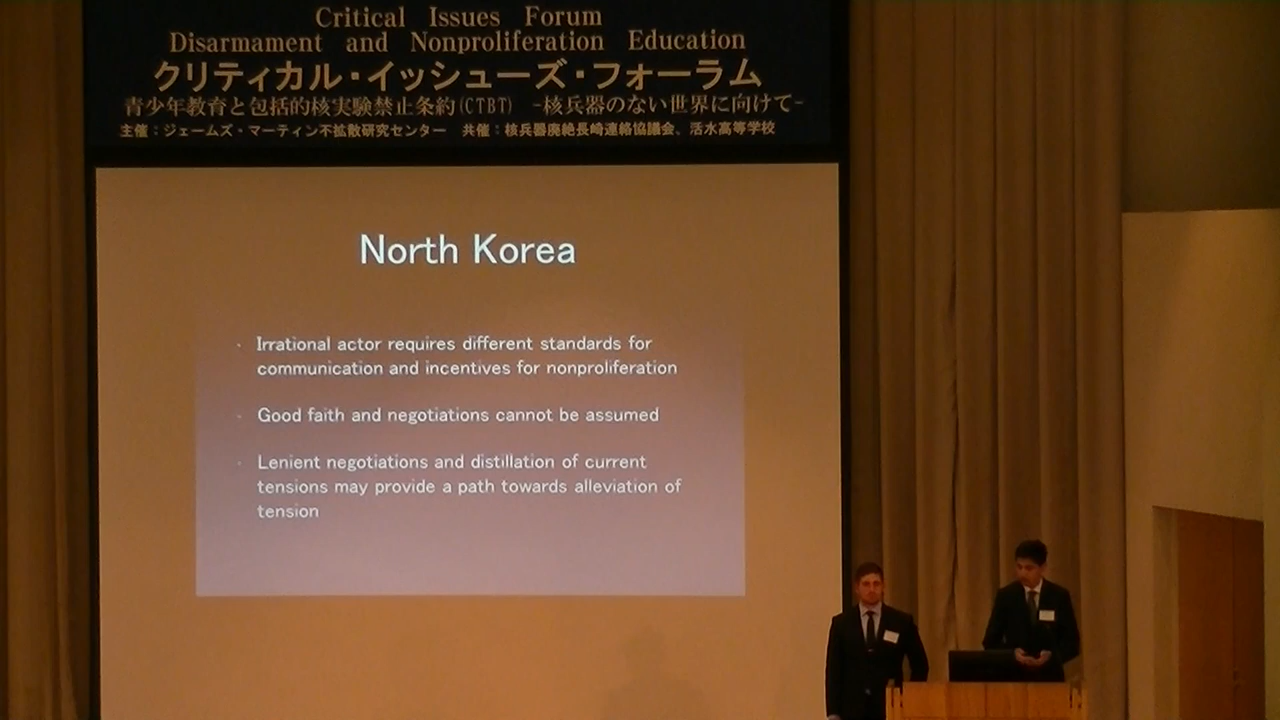 Critical Issues Forum
Disarmament and Nonproliferation Education
クリティカル・イッシューズ・フォーラム
青少年教育と包括的核実験禁止条約(CTBT) -核兵器のない世界に向けて-
主催：ジェームズ・マーティン不拡散研究センター 共催：核兵器廃絶長崎連絡協議会、活水高等学校
North Korea
· Irrational actor requires different standards for
communication and incentives for nonproliferation
· Good faith and negotiations cannot be assumed
· Lenient negotiations and distillation of current
tensions may provide a path towards alleviation of
tension